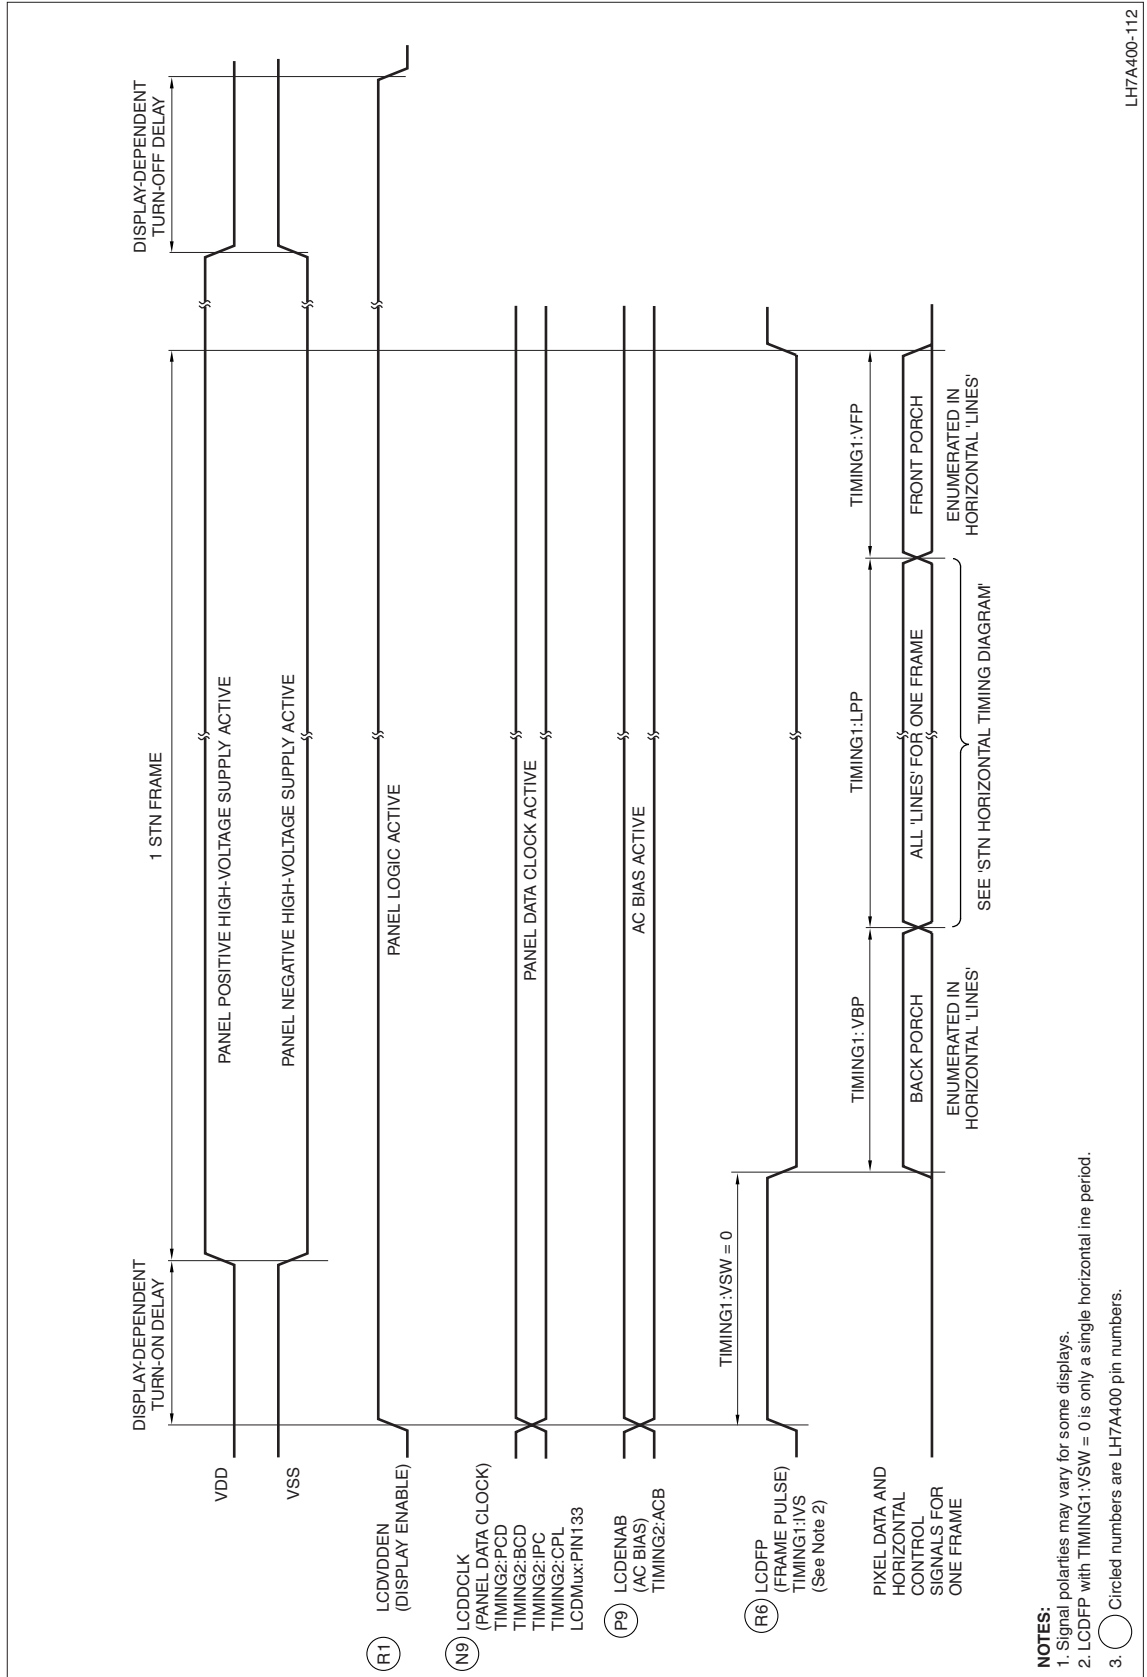 DISPLAY-DEPENDENT
TURN-ON DELAY
1 STN FRAME
DISPLAY-DEPENDENT
TURN-OFF DELAY
VDD
PANEL POSITIVE HIGH-VOLTAGE SUPPLY ACTIVE
VSS
PANEL NEGATIVE HIGH-VOLTAGE SUPPLY ACTIVE
R1 LCDVDDEN
(DISPLAY ENABLE)
PANEL LOGIC ACTIVE
N9 LCDDCLK
(PANEL DATA CLOCK)
TIMING2:PCD
TIMING2:BCD
TIMING2:IPC
TIMING2:CPL
LCDMux:PIN133
PANEL DATA CLOCK ACTIVE
P9 LCDENAB
(AC BIAS)
TIMING2:ACB
AC BIAS ACTIVE
TIMING1:VSW = 0
R6 LCDFP
(FRAME PULSE)
TIMING1:IVS
(See Note 2)
TIMING1: VBP
TIMING1:LPP
TIMING1:VFP
PIXEL DATA AND
HORIZONTAL
CONTROL
SIGNALS FOR
ONE FRAME
BACK PORCH
ALL 'LINES' FOR ONE FRAME
FRONT PORCH
ENUMERATED IN
HORIZONTAL 'LINES'
SEE 'STN HORIZONTAL TIMING DIAGRAM'
ENUMERATED IN
HORIZONTAL 'LINES'
NOTES:
1. Signal polarties may vary for some displays.
2. LCDFP with TIMING1:VSW = 0 is only a single horizontal ine period.
3. Circled numbers are LH7A400 pin numbers.
LH7A400-112